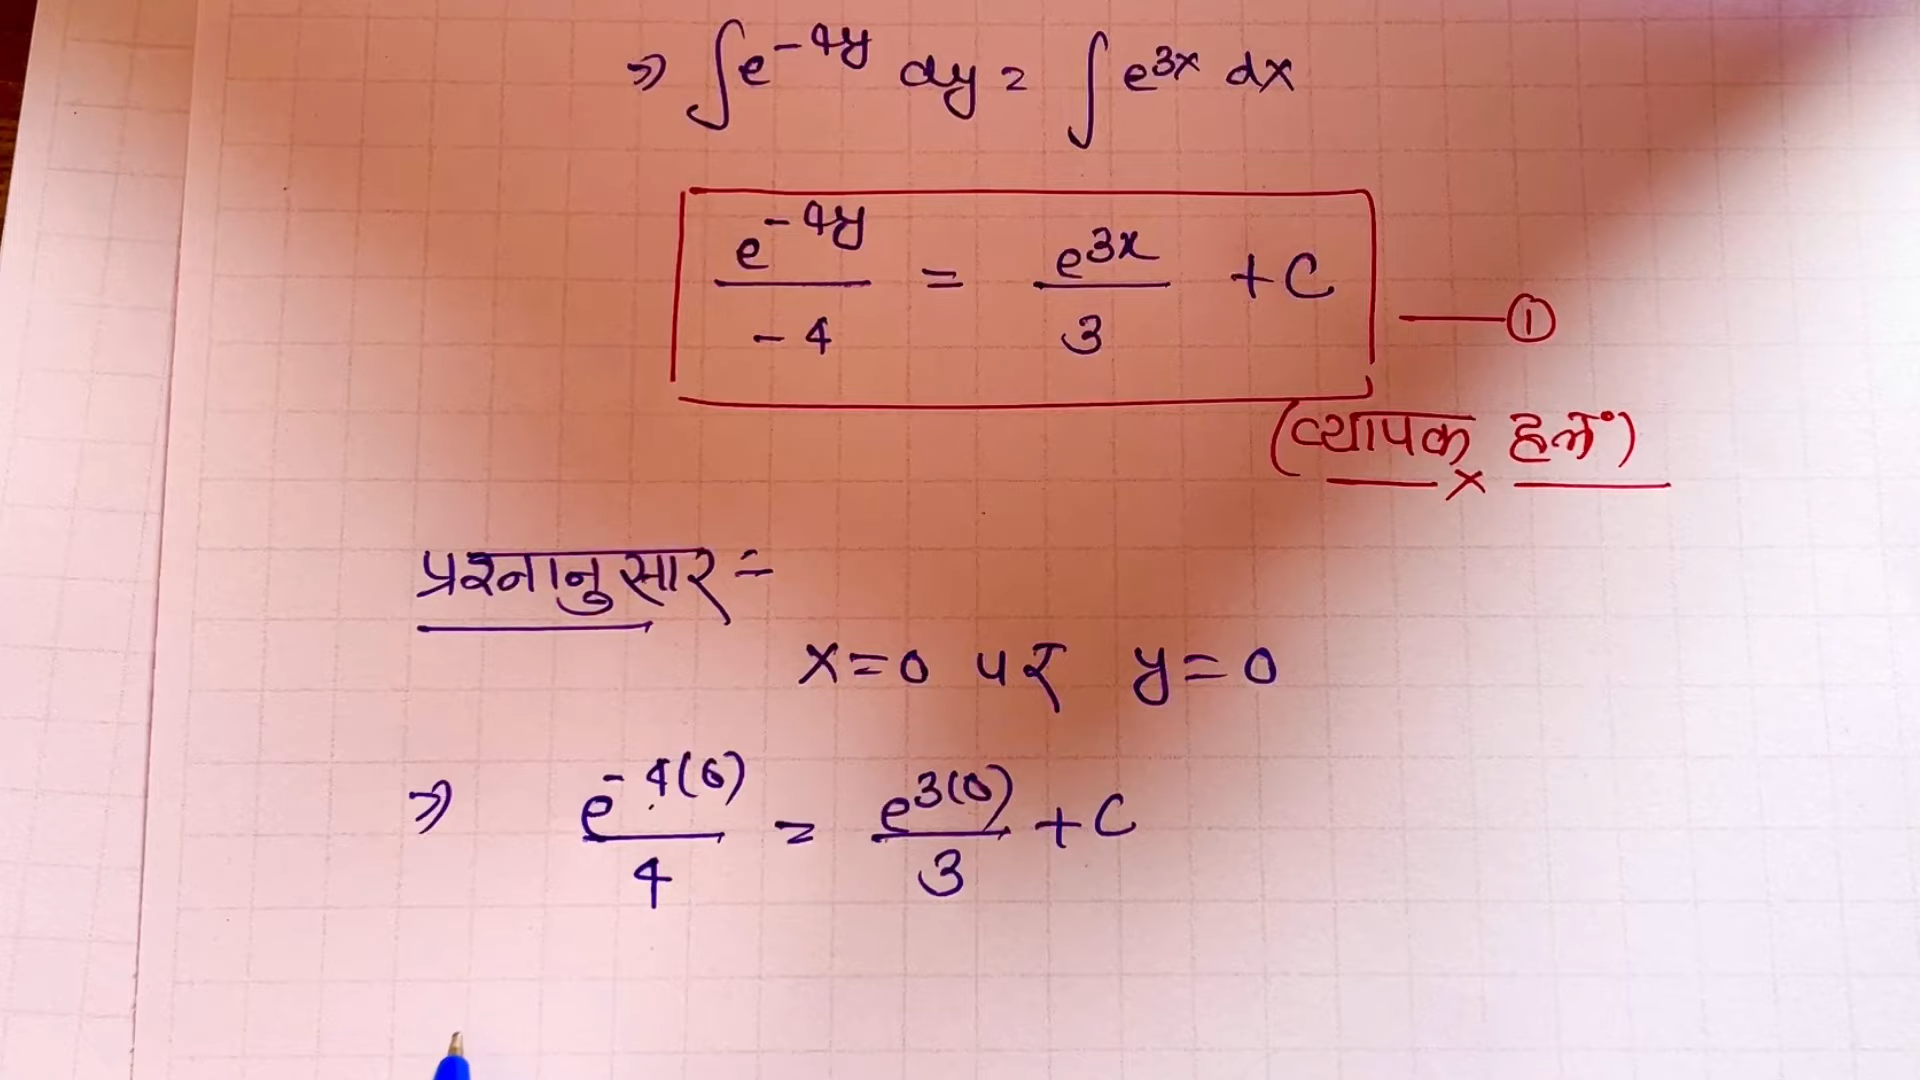 ⇒ ∫e^{-4y} dy = ∫ e^{3x} dx
e^{-4y}/-4 = e^{3x}/3 + C —— ①
(व्यापक हल)
प्रश्नानुसार =
x=0 पर y=0
⇒ e^{-4(0)}/4 = e^{3(0)}/3 + C